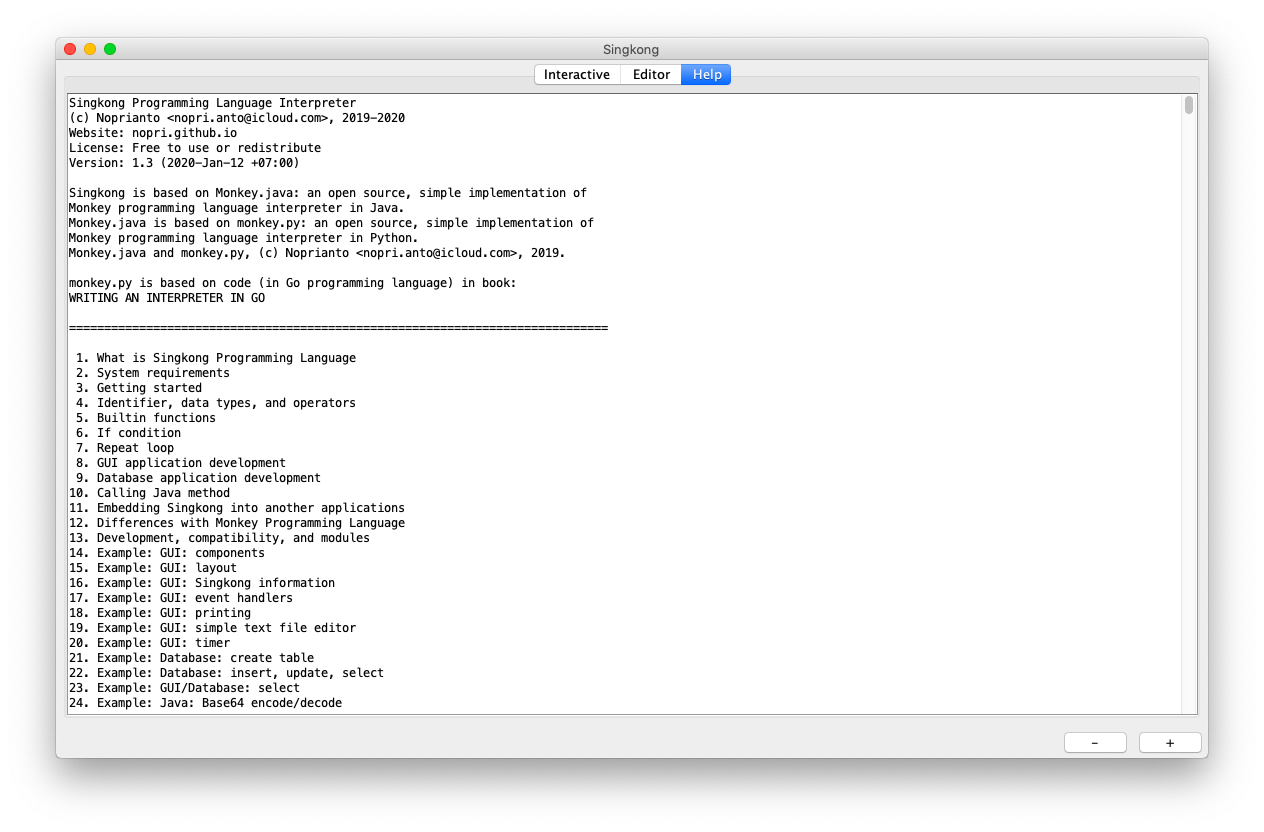 Singkong
Interactive Editor Help
Singkong Programming Language Interpreter
(c) Noprianto <nopri.anto@icloud.com>, 2019-2020
Website: nopri.github.io
License: Free to use or redistribute
Version: 1.3 (2020-Jan-12 +07:00)
Singkong is based on Monkey.java: an open source, simple implementation of
Monkey programming language interpreter in Java.
Monkey.java is based on monkey.py: an open source, simple implementation of
Monkey programming language interpreter in Python.
Monkey.java and monkey.py, (c) Noprianto <nopri.anto@icloud.com>, 2019.
monkey.py is based on code (in Go programming language) in book:
WRITING AN INTERPRETER IN GO
=============================================================================
1. What is Singkong Programming Language
2. System requirements
3. Getting started
4. Identifier, data types, and operators
5. Builtin functions
6. If condition
7. Repeat loop
8. GUI application development
9. Database application development
10. Calling Java method
11. Embedding Singkong into another applications
12. Differences with Monkey Programming Language
13. Development, compatibility, and modules
14. Example: GUI: components
15. Example: GUI: layout
16. Example: GUI: Singkong information
17. Example: GUI: event handlers
18. Example: GUI: printing
19. Example: GUI: simple text file editor
20. Example: GUI: timer
21. Example: Database: create table
22. Example: Database: insert, update, select
23. Example: GUI/Database: select
24. Example: Java: Base64 encode/decode
- +